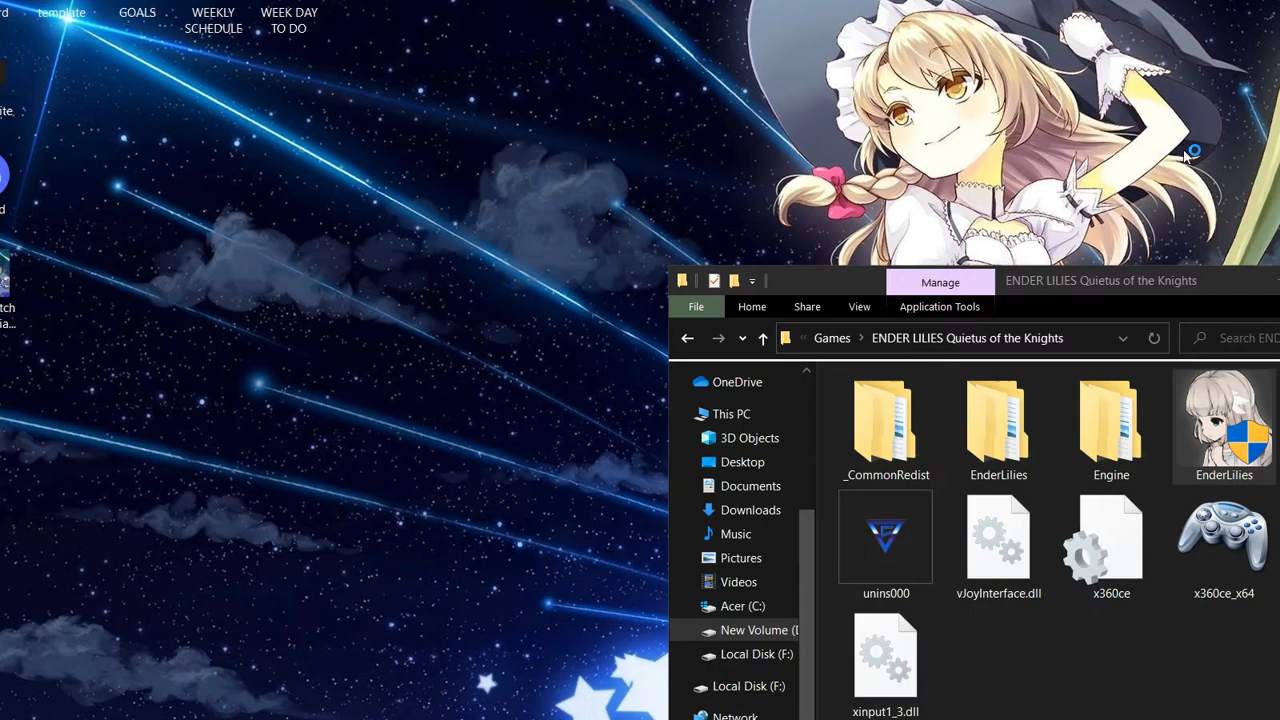 template
GOALS
WEEKLY
SCHEDULE
WEEK DAY
TO DO
Manage
ENDER LILIES Quietus of the Knights
File
Home
Share
View
Application Tools
Games
ENDER LILIES Quietus of the Knights
Search END
OneDrive
This PC
3D Objects
Desktop
Documents
Downloads
Music
Pictures
Videos
Acer (C:)
New Volume (D
Local Disk (F:)
Local Disk (F:)
Network
_CommonRedist
EnderLilies
Engine
EnderLilies
unins000
vJoyInterface.dll
x360ce
x360ce_x64
xinput1_3.dll